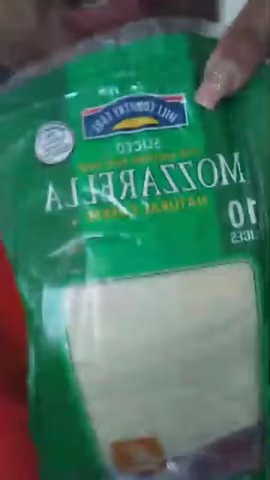 HILL COUNTRY FARE
SLICED
MOZZARELLA
NATURAL CHEESE
10
SLICES